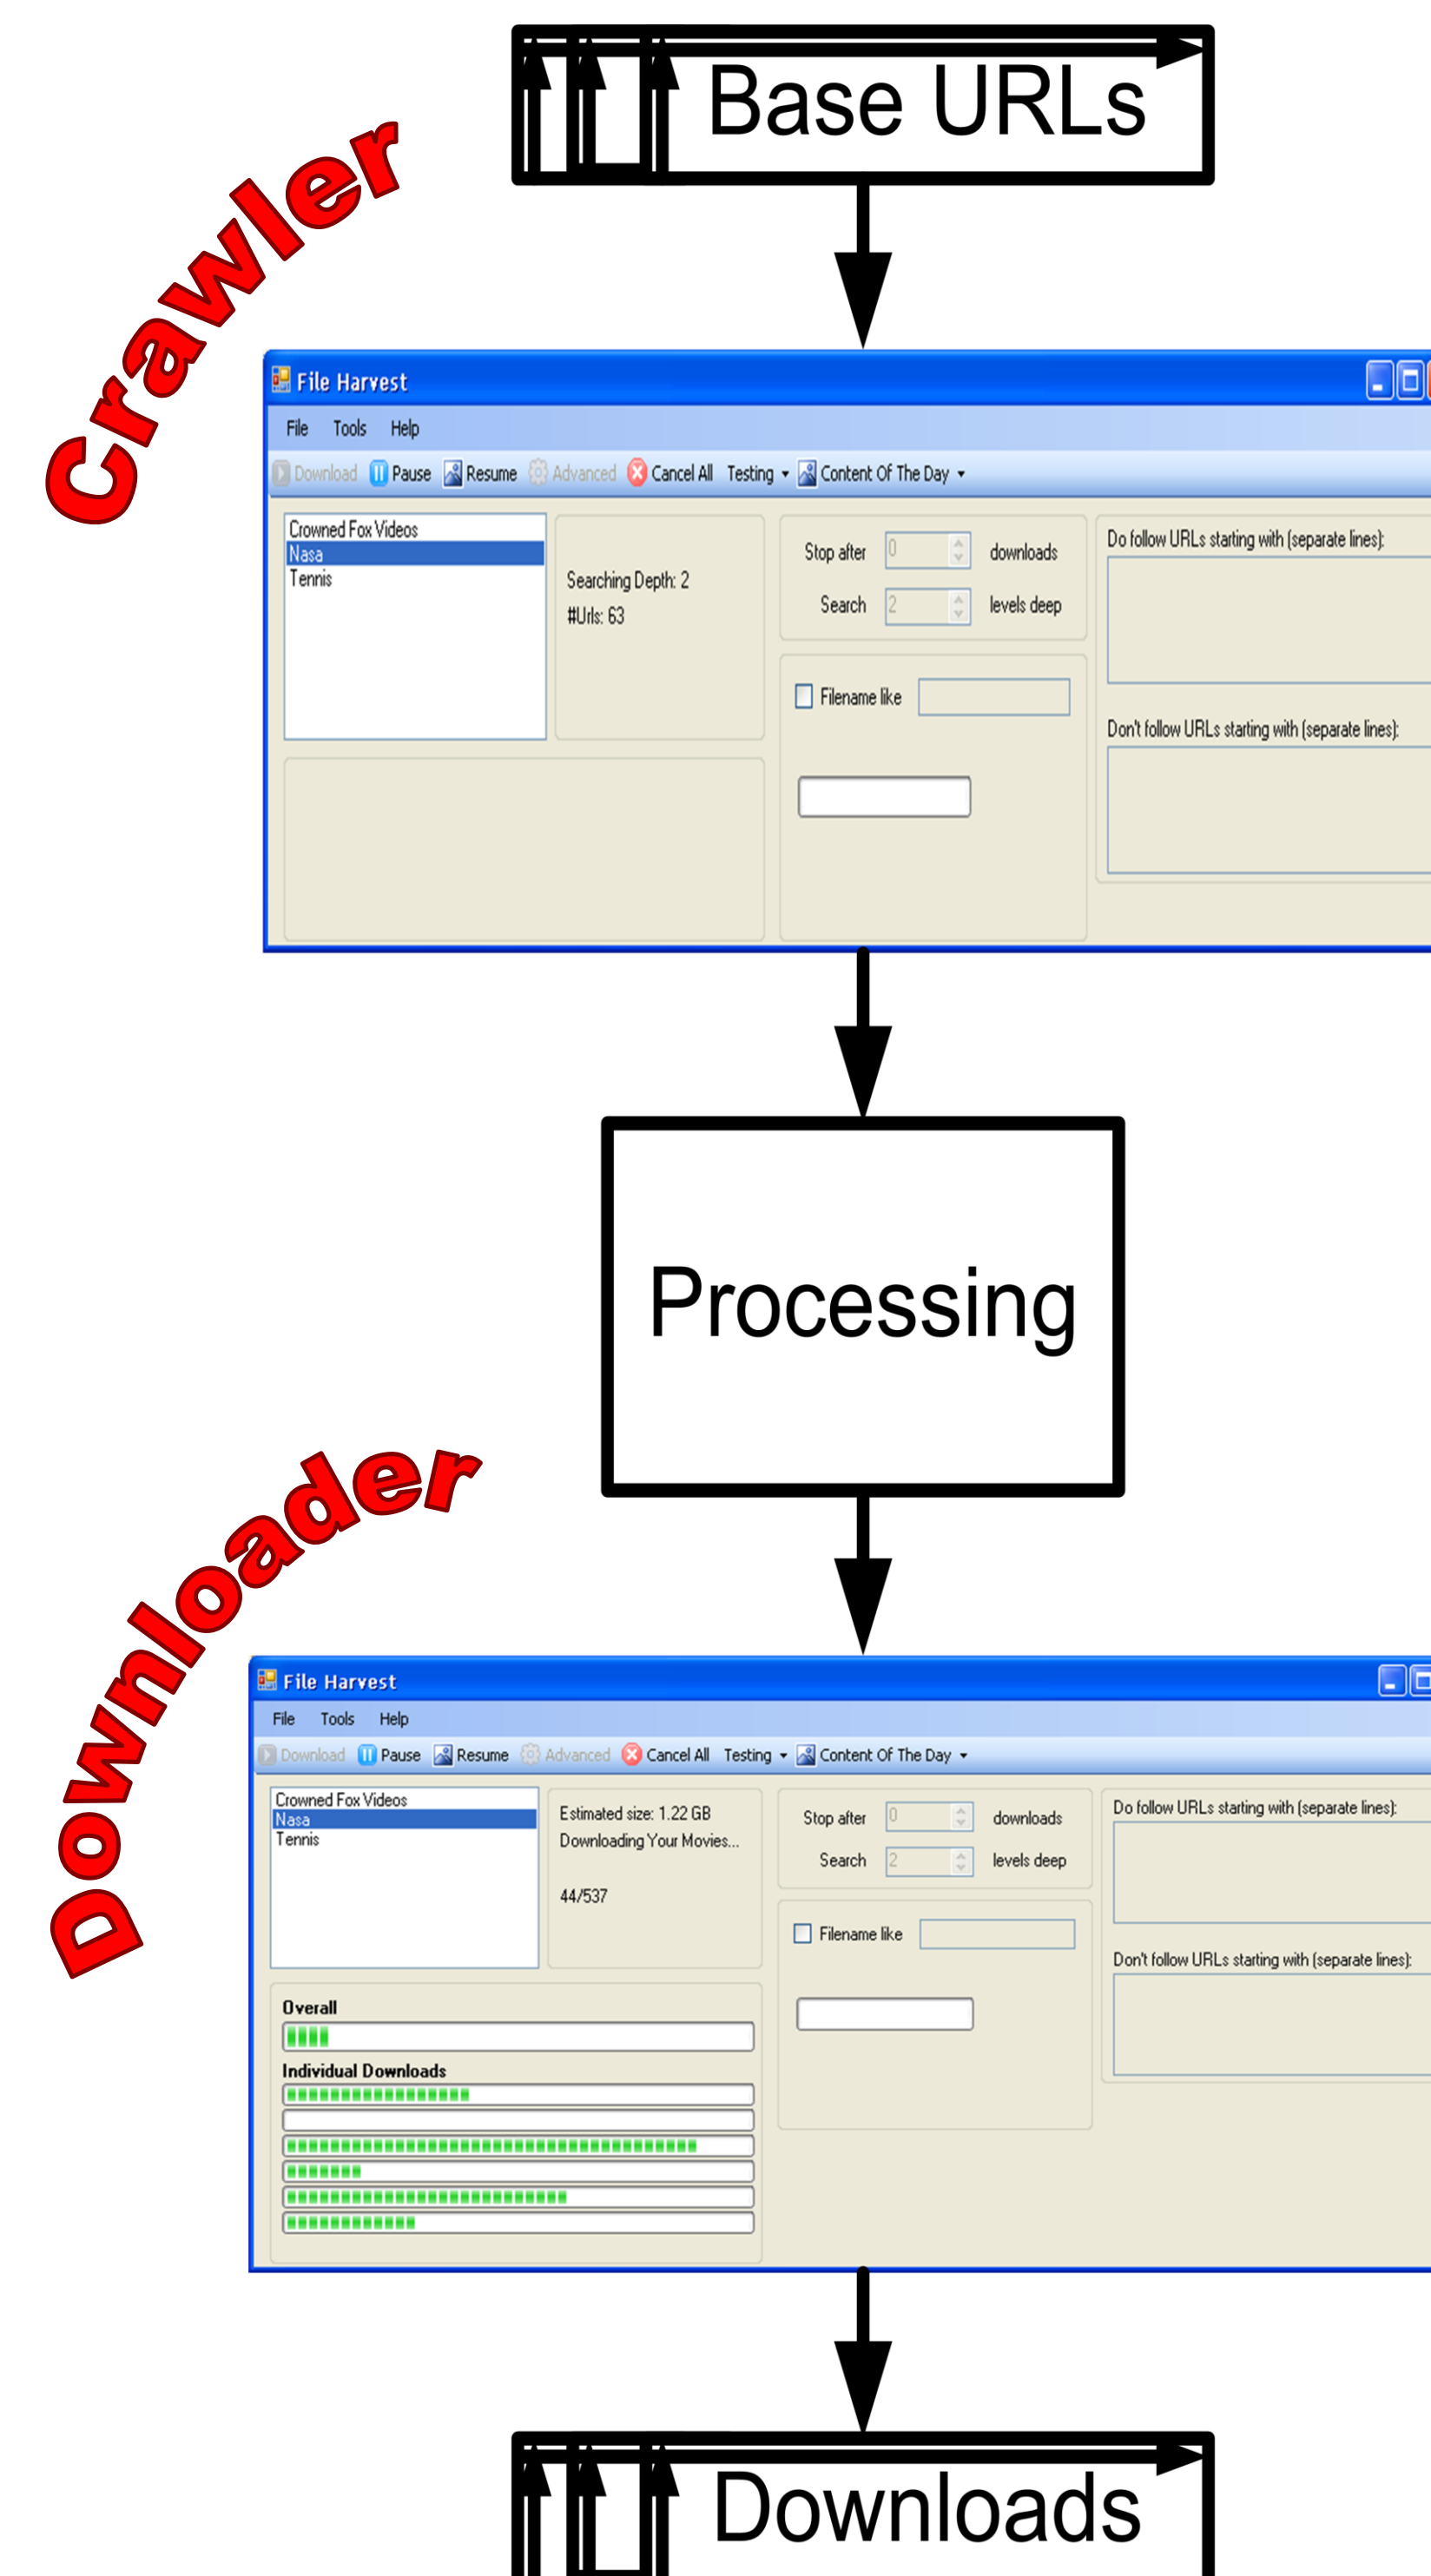 Base URLs
Crawler
File Harvest
File Tools Help
Download Pause Resume Advanced Cancel All Testing Content Of The Day
Crowned Fox Videos
Nasa
Tennis
Searching Depth: 2
#Urls: 63
Stop after 0 downloads
Search 2 levels deep
Filename like
Do follow URLs starting with (separate lines):
Don't follow URLs starting with (separate lines):
Processing
Downloader
File Harvest
File Tools Help
Download Pause Resume Advanced Cancel All Testing Content Of The Day
Crowned Fox Videos
Nasa
Tennis
Estimated size: 1.22 GB
Downloading Your Movies...
44/537
Stop after 0 downloads
Search 2 levels deep
Filename like
Do follow URLs starting with (separate lines):
Don't follow URLs starting with (separate lines):
Overall
Individual Downloads
Downloads